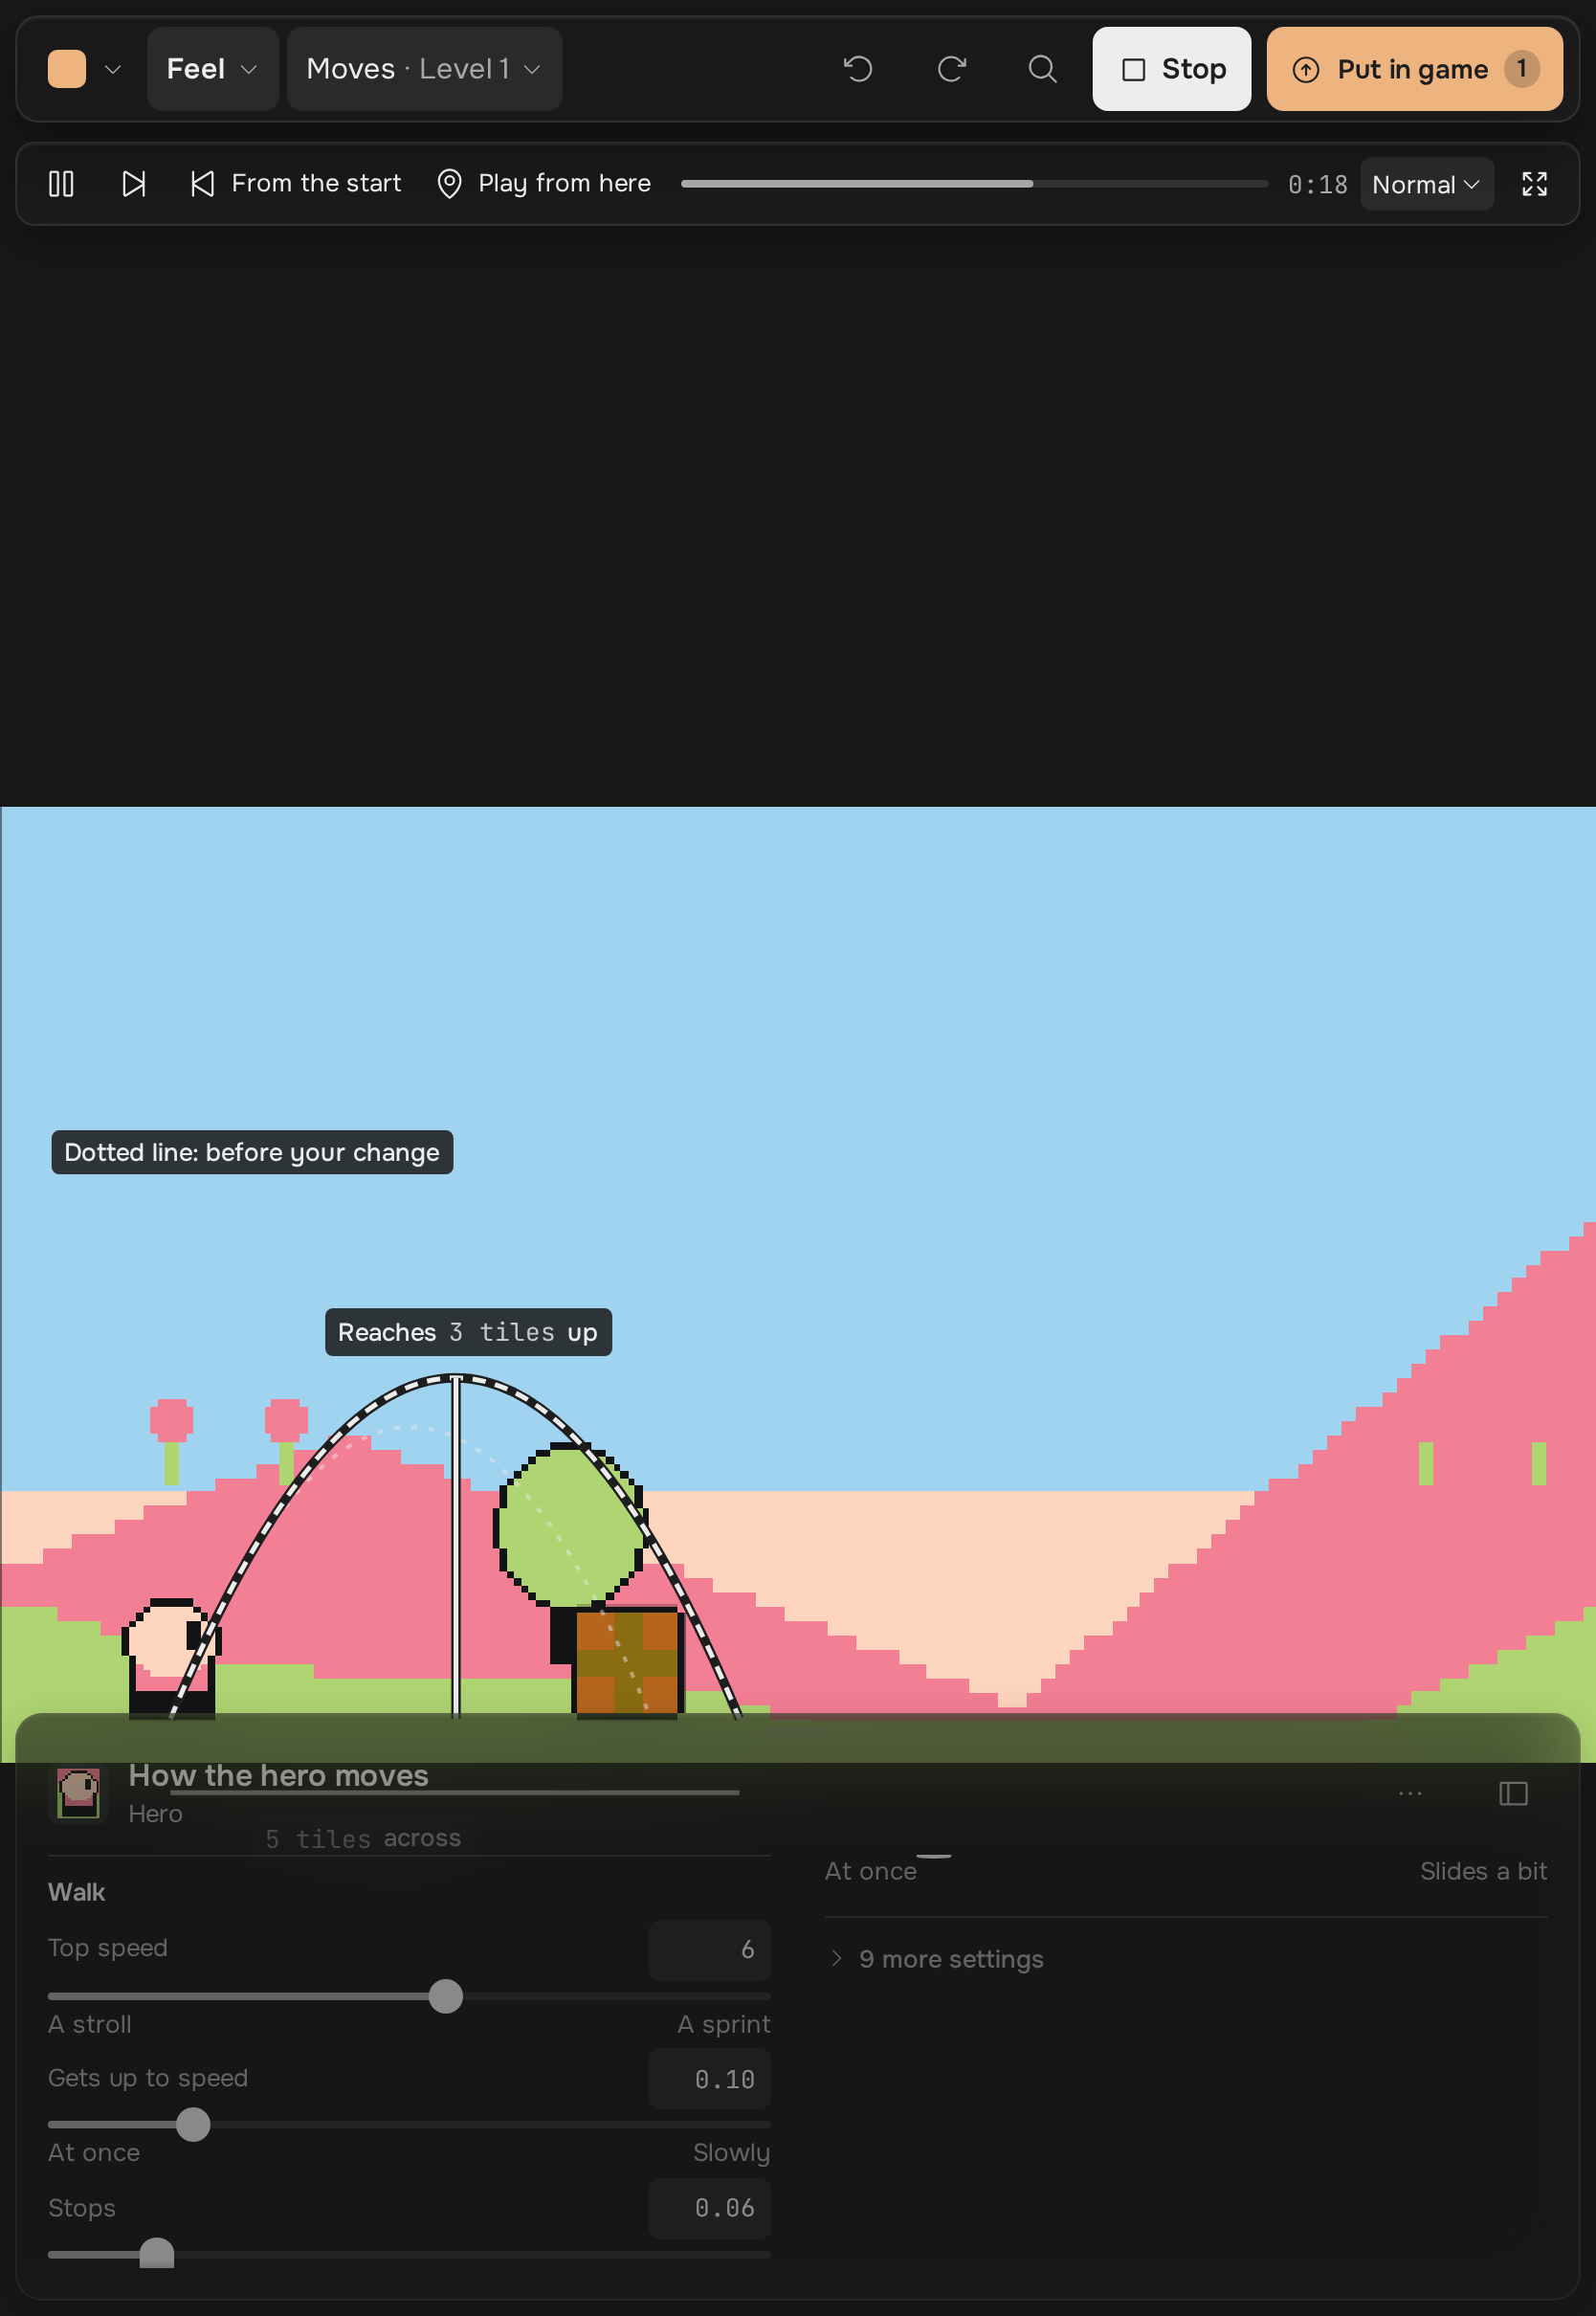 Feel
Moves · Level 1
Stop
Put in game 1
From the start
Play from here
0:18
Normal
Dotted line: before your change
Reaches 3 tiles up
How the hero moves
Hero
5 tiles across
Walk
Top speed
6
A stroll
A sprint
Gets up to speed
0.10
At once
Slowly
Stops
0.06
At once
Slides a bit
9 more settings